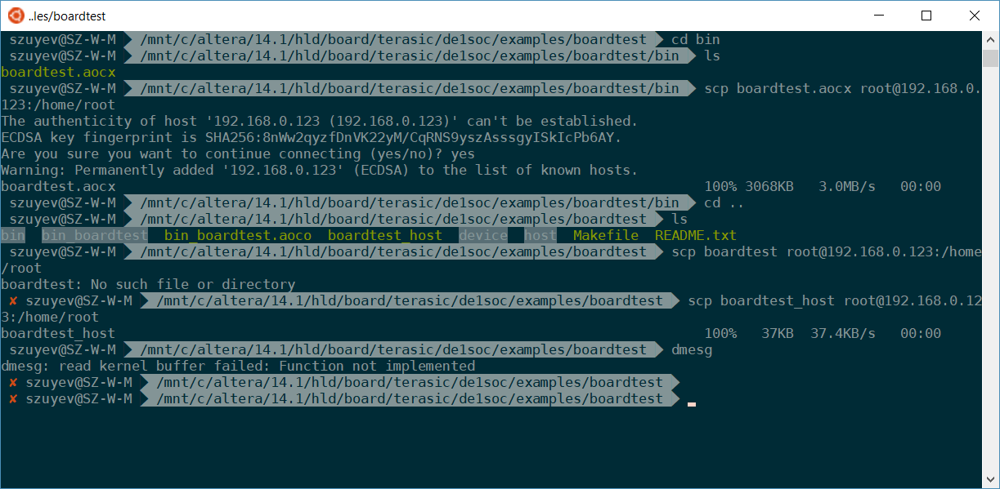 ..les/boardtest
szuyev@SZ-W-M /mnt/c/altera/14.1/hld/board/terasic/de1soc/examples/boardtest cd bin
szuyev@SZ-W-M /mnt/c/altera/14.1/hld/board/terasic/de1soc/examples/boardtest/bin ls
boardtest.aocx
szuyev@SZ-W-M /mnt/c/altera/14.1/hld/board/terasic/de1soc/examples/boardtest/bin scp boardtest.aocx root@192.168.0.
123:/home/root
The authenticity of host '192.168.0.123 (192.168.0.123)' can't be established.
ECDSA key fingerprint is SHA256:8nWw2qyzfDnVK22yM/CqRNS9yszAsssgyISkIcPb6AY.
Are you sure you want to continue connecting (yes/no)? yes
Warning: Permanently added '192.168.0.123' (ECDSA) to the list of known hosts.
boardtest.aocx 100% 3068KB 3.0MB/s 00:00
szuyev@SZ-W-M /mnt/c/altera/14.1/hld/board/terasic/de1soc/examples/boardtest/bin cd ..
szuyev@SZ-W-M /mnt/c/altera/14.1/hld/board/terasic/de1soc/examples/boardtest ls
bin bin_boardtest bin_boardtest.aoco boardtest_host device host Makefile README.txt
szuyev@SZ-W-M /mnt/c/altera/14.1/hld/board/terasic/de1soc/examples/boardtest scp boardtest root@192.168.0.123:/home
/root
boardtest: No such file or directory
✘ szuyev@SZ-W-M /mnt/c/altera/14.1/hld/board/terasic/de1soc/examples/boardtest scp boardtest_host root@192.168.0.12
3:/home/root
boardtest_host 100% 37KB 37.4KB/s 00:00
szuyev@SZ-W-M /mnt/c/altera/14.1/hld/board/terasic/de1soc/examples/boardtest dmesg
dmesg: read kernel buffer failed: Function not implemented
✘ szuyev@SZ-W-M /mnt/c/altera/14.1/hld/board/terasic/de1soc/examples/boardtest
✘ szuyev@SZ-W-M /mnt/c/altera/14.1/hld/board/terasic/de1soc/examples/boardtest